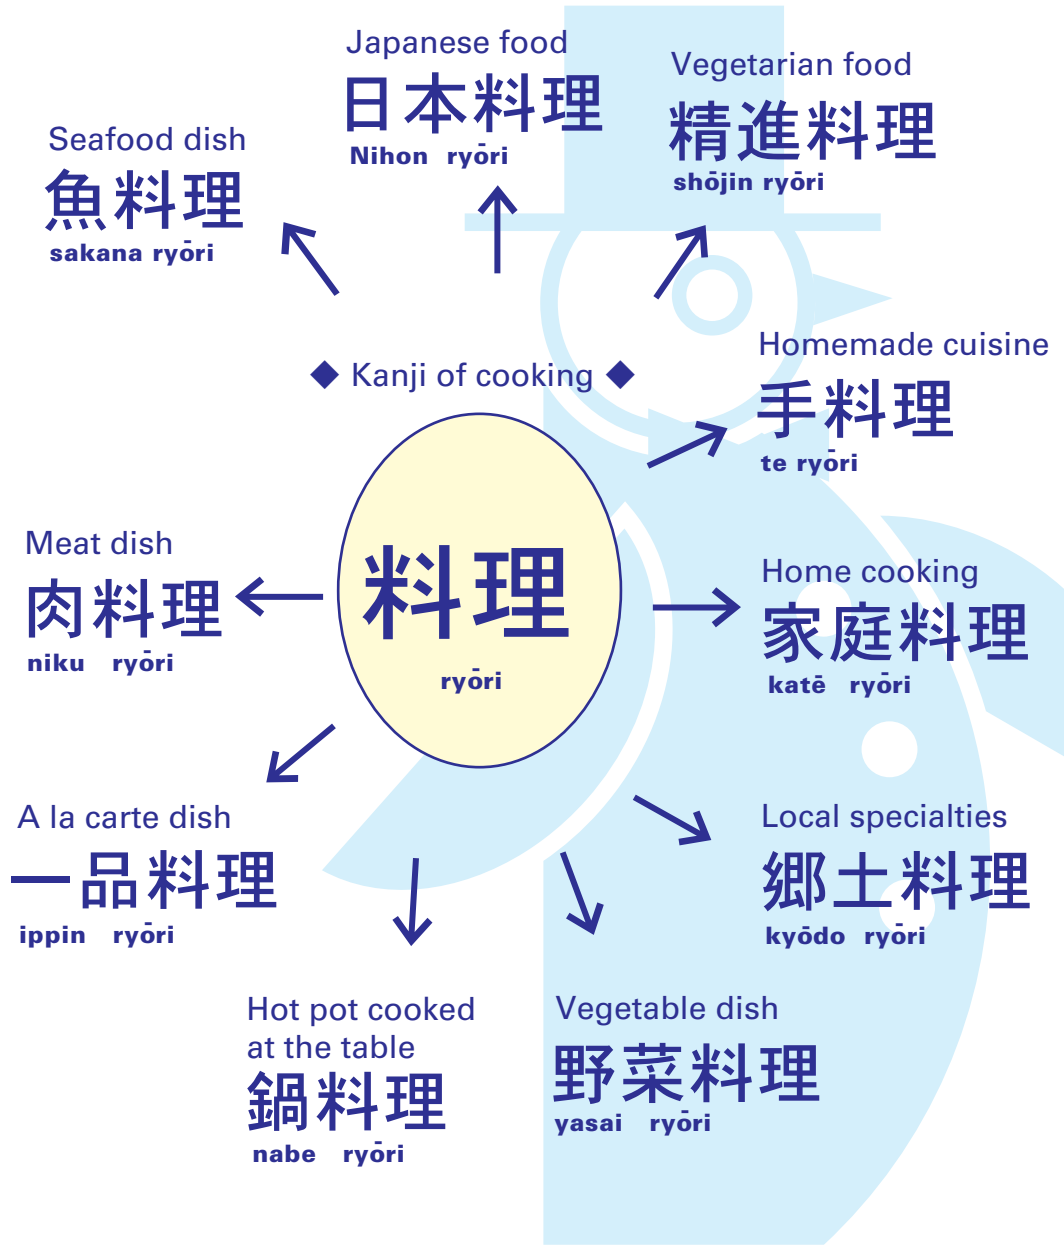 Japanese food
日本料理
Nihon ryōri
Vegetarian food
精進料理
shōjin ryōri
Seafood dish
魚料理
sakana ryōri
Homemade cuisine
手料理
te ryōri
◆ Kanji of cooking ◆
料理
ryōri
Meat dish
肉料理
niku ryōri
Home cooking
家庭料理
katē ryōri
A la carte dish
一品料理
ippin ryōri
Local specialties
郷土料理
kyōdo ryōri
Hot pot cooked
at the table
鍋料理
nabe ryōri
Vegetable dish
野菜料理
yasai ryōri